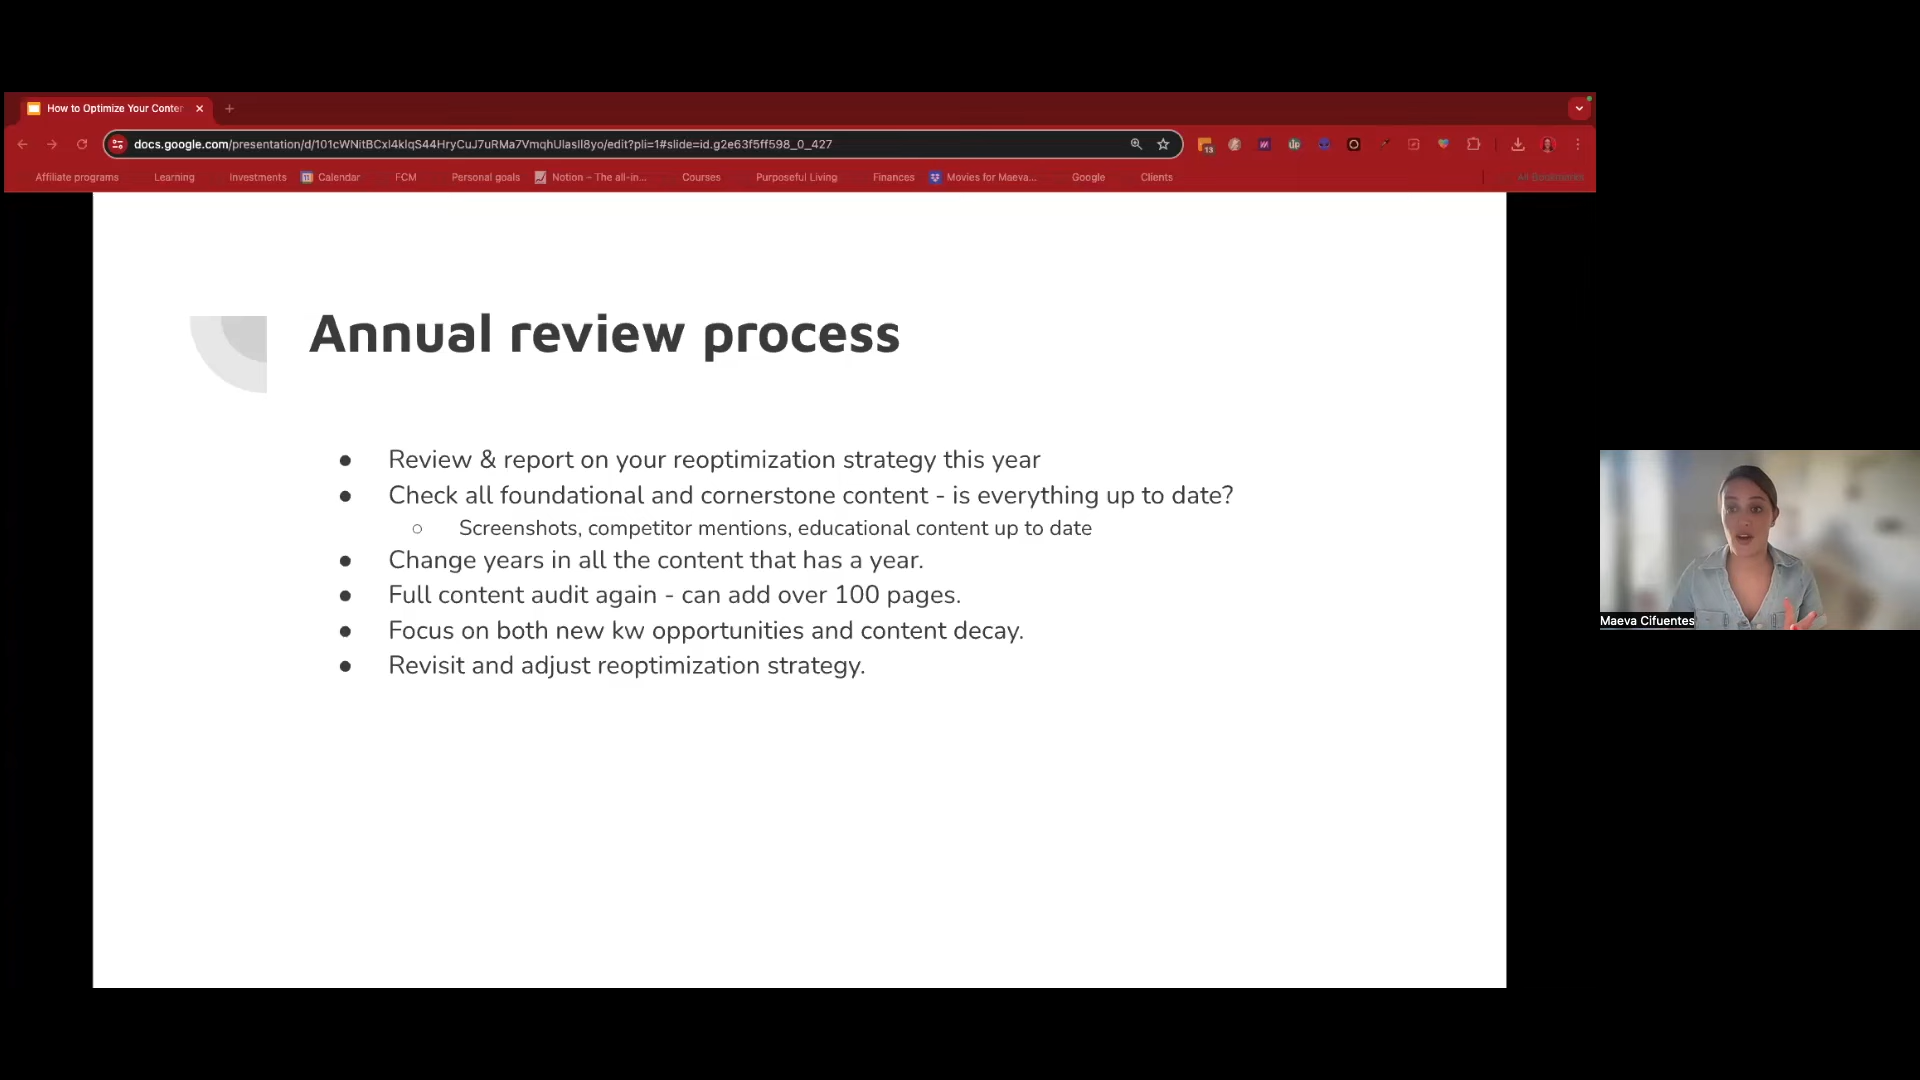 How to Optimize Your Conter
docs.google.com/presentation/d/101cWNitBCxl4klqS44HryCuJ7uRMa7VmqhUlasII8yo/edit?pli=1#slide=id.g2e63f5ff598_0_427
13
Affiliate programs Learning Investments Calendar FCM Personal goals Notion – The all-in... Courses Purposeful Living Finances Movies for Maeva... Google Clients All Bookmarks
Annual review process
● Review & report on your reoptimization strategy this year
● Check all foundational and cornerstone content - is everything up to date?
○ Screenshots, competitor mentions, educational content up to date
● Change years in all the content that has a year.
● Full content audit again - can add over 100 pages.
● Focus on both new kw opportunities and content decay.
● Revisit and adjust reoptimization strategy.
Maeva Cifuentes